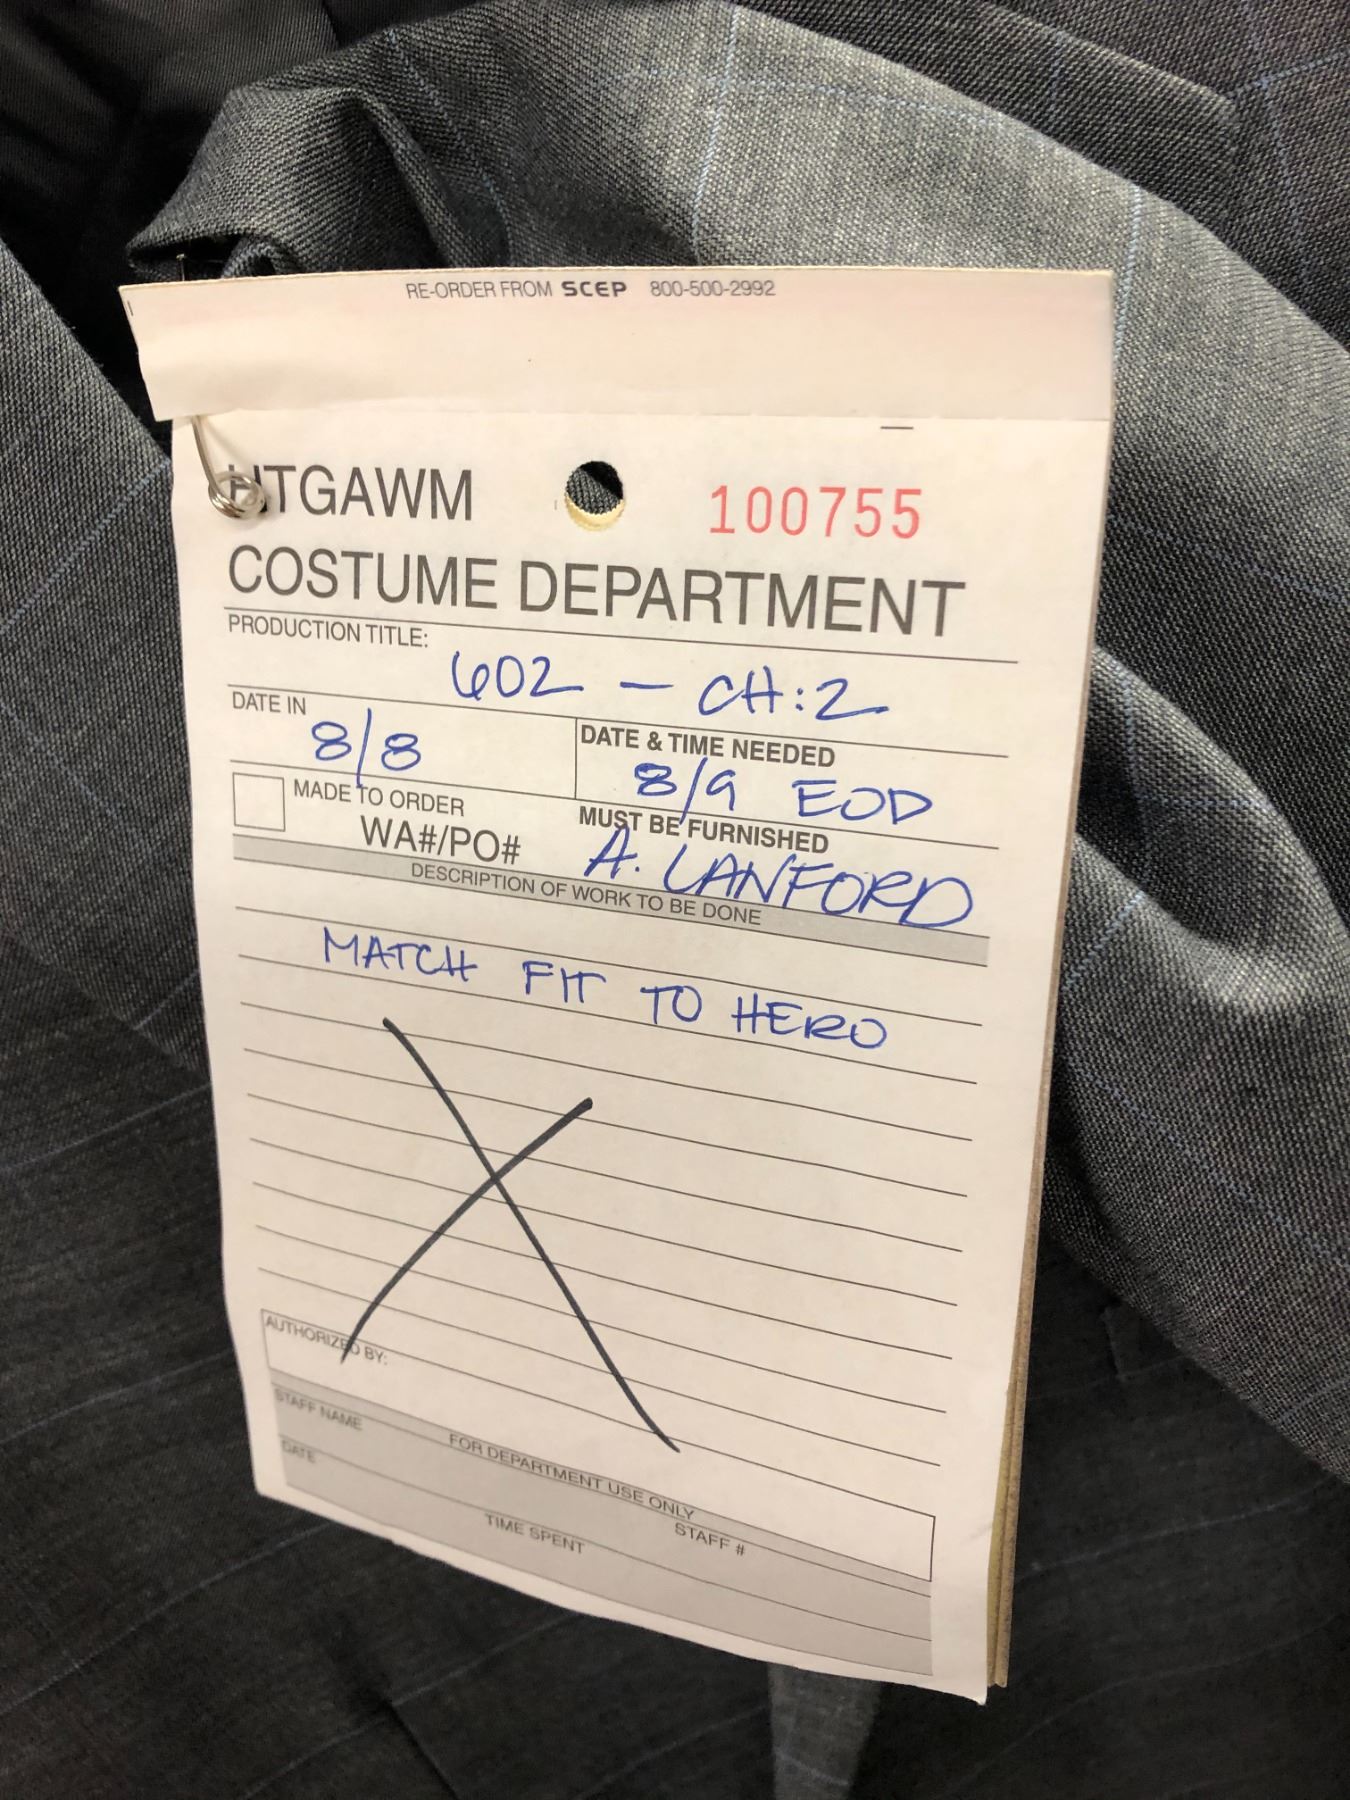 RE-ORDER FROM SCEP 800-500-2992
HTGAWM 100755
COSTUME DEPARTMENT
PRODUCTION TITLE:
602 - CH:2
DATE IN
8/8
DATE & TIME NEEDED
8/9 EOD
MADE TO ORDER
WA#/PO#
MUST BE FURNISHED
A. LANFORD
DESCRIPTION OF WORK TO BE DONE
MATCH FIT TO HERO
AUTHORIZED BY:
FOR DEPARTMENT USE ONLY
STAFF NAME
STAFF #
DATE
TIME SPENT